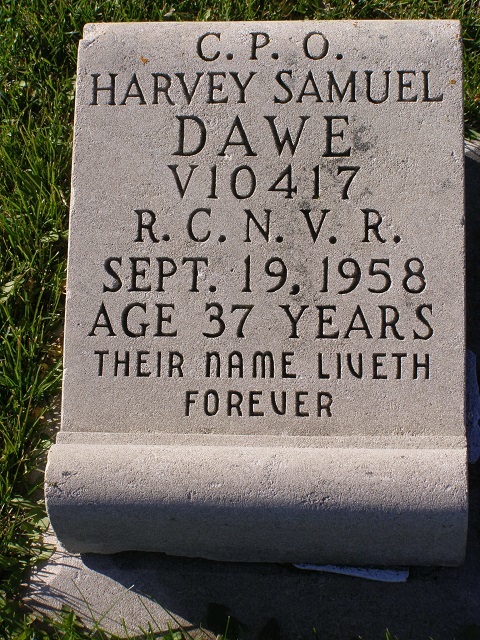 C. P. O.
HARVEY SAMUEL
DAWE
V10417
R. C. N. V. R.
SEPT. 19, 1958
AGE 37 YEARS
THEIR NAME LIVETH
FOREVER